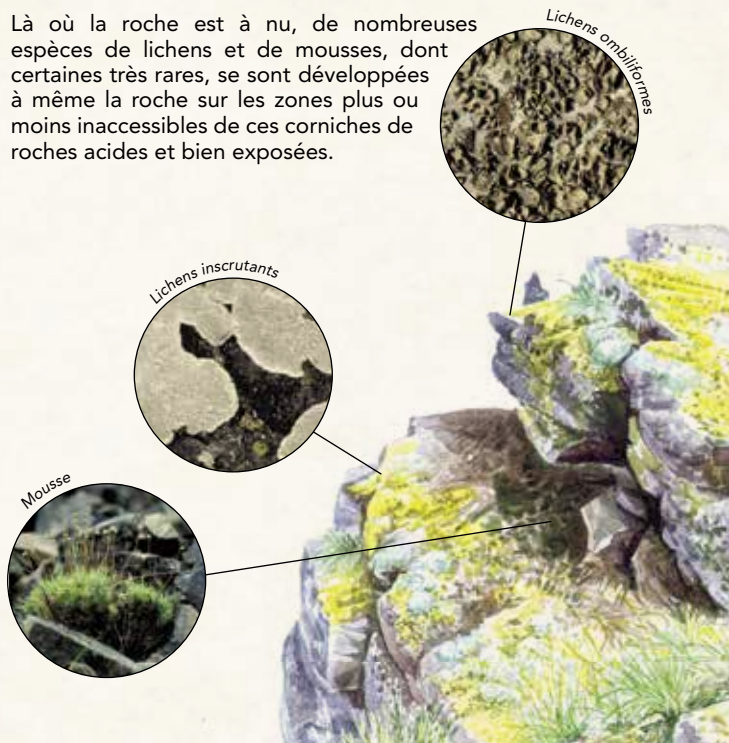 Là où la roche est à nu, de nombreuses
espèces de lichens et de mousses, dont
certaines très rares, se sont développées
à même la roche sur les zones plus ou
moins inaccessibles de ces corniches de
roches acides et bien exposées.
Lichens ombiliformes
Lichens inscrutants
Mousse